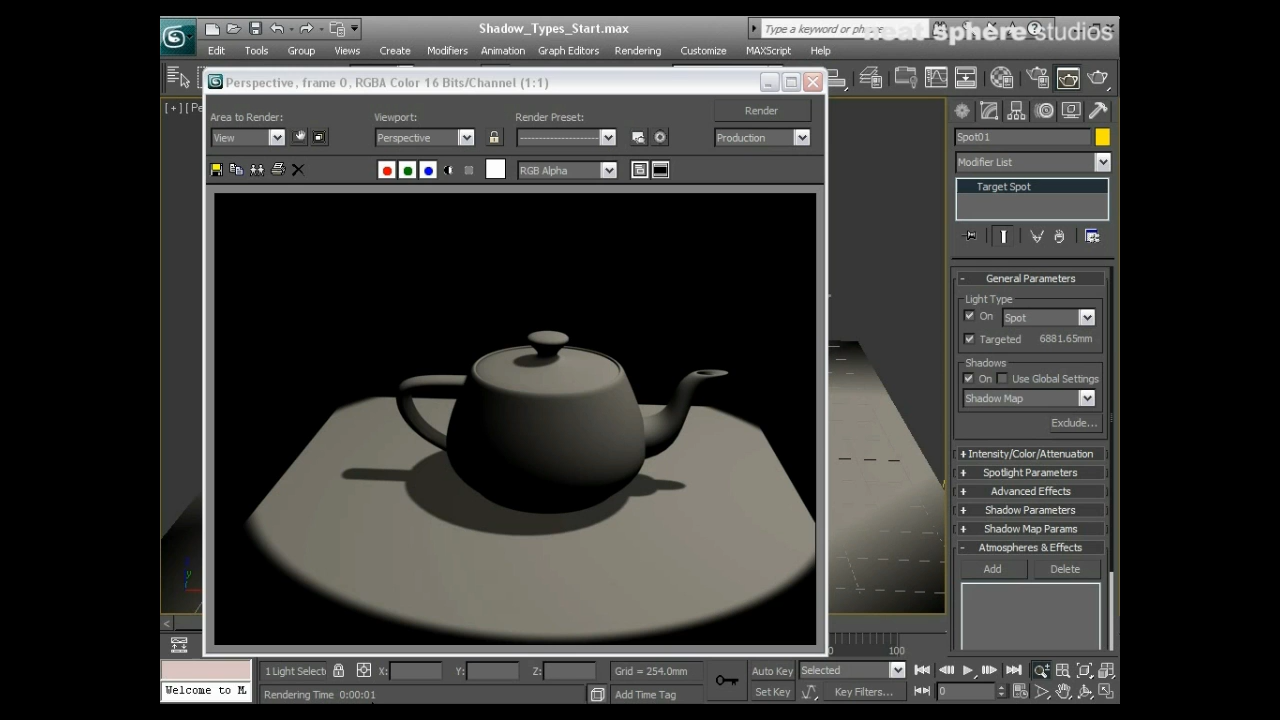 Shadow_Types_Start.max
Type a keyword or phrase
neat sphere studios
Edit Tools Group Views Create Modifiers Animation Graph Editors Rendering Customize MAXScript Help
Perspective, frame 0, RGBA Color 16 Bits/Channel (1:1)
[ + ] [ Pe
Area to Render:
Viewport:
Render Preset:
Render
View
Perspective
Production
RGB Alpha
Spot01
Modifier List
Target Spot
- General Parameters
Light Type
On Spot
Targeted 6881.65mm
Shadows
On Use Global Settings
Shadow Map
Exclude...
+ Intensity/Color/Attenuation
+ Spotlight Parameters
+ Advanced Effects
+ Shadow Parameters
+ Shadow Map Params
- Atmospheres & Effects
Add Delete
y
<
100
1 Light Select X: Y: Z: Grid = 254.0mm Auto Key Selected
Welcome to M
Rendering Time 0:00:01 Add Time Tag Set Key Key Filters... 0